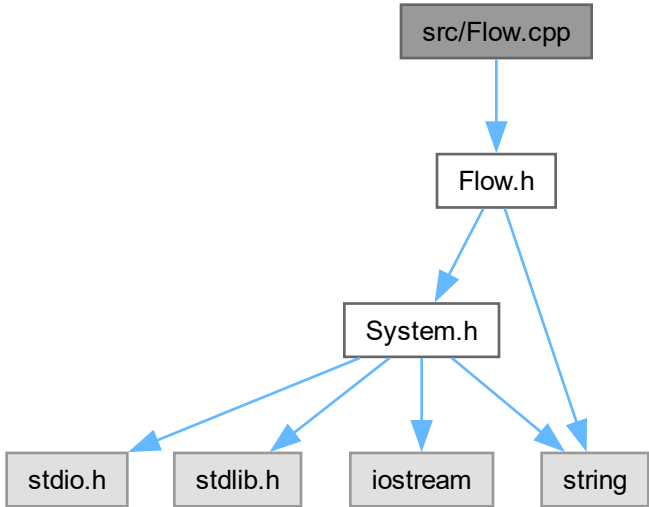 src/Flow.cpp
Flow.h
System.h
stdio.h
stdlib.h
iostream
string